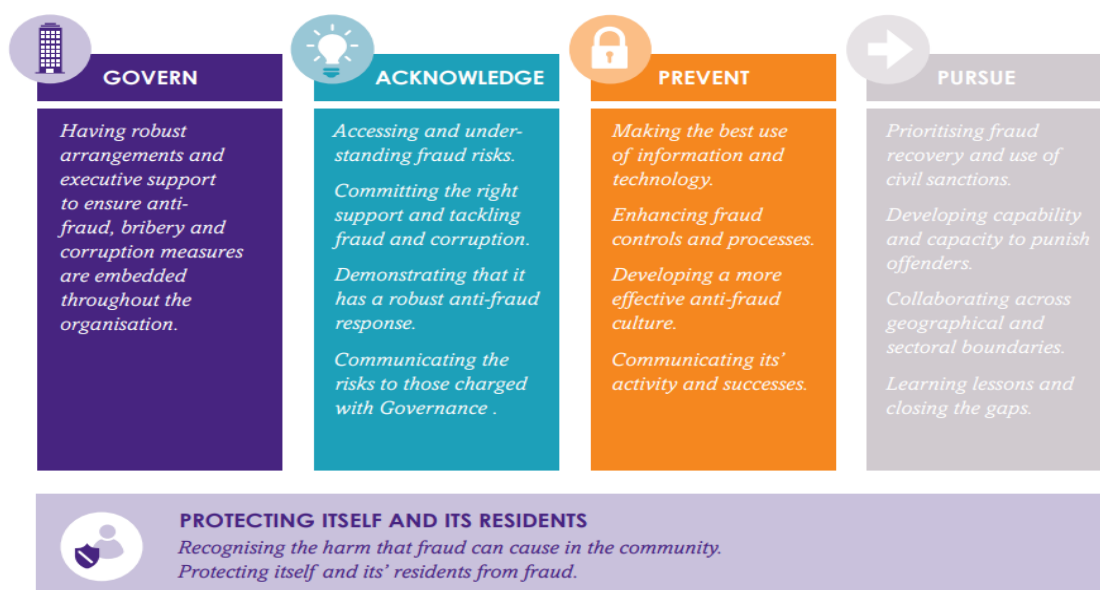 GOVERN
Having robust
arrangements and
executive support
to ensure anti-
fraud, bribery and
corruption measures
are embedded
throughout the
organisation.
ACKNOWLEDGE
Accessing and under-
standing fraud risks.
Committing the right
support and tackling
fraud and corruption.
Demonstrating that it
has a robust anti-fraud
response.
Communicating the
risks to those charged
with Governance .
PREVENT
Making the best use
of information and
technology.
Enhancing fraud
controls and processes.
Developing a more
effective anti-fraud
culture.
Communicating its’
activity and successes.
PURSUE
Prioritising fraud
recovery and use of
civil sanctions.
Developing capability
and capacity to punish
offenders.
Collaborating across
geographical and
sectoral boundaries.
Learning lessons and
closing the gaps.
PROTECTING ITSELF AND ITS RESIDENTS
Recognising the harm that fraud can cause in the community.
Protecting itself and its’ residents from fraud.